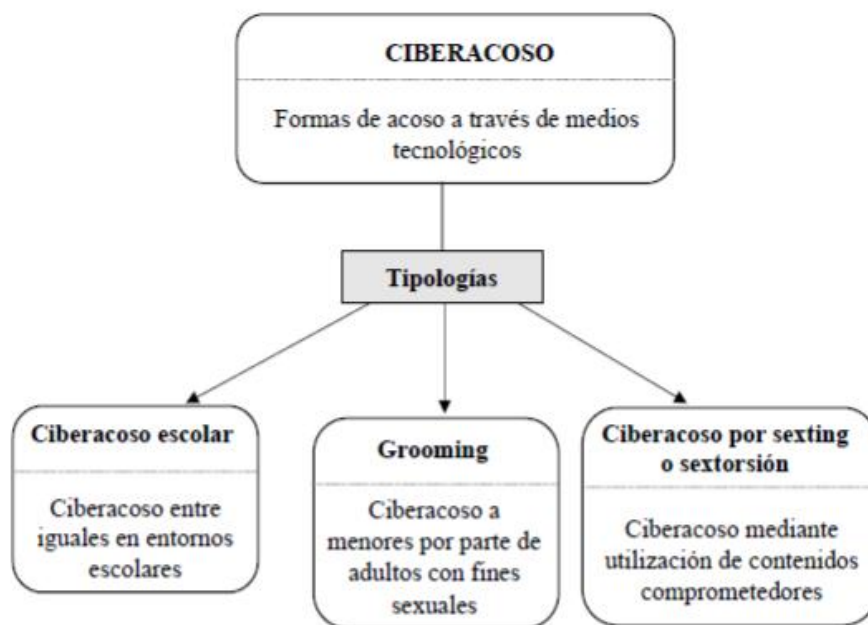 CIBERACOSO
Formas de acoso a través de medios
tecnológicos
Tipologías
Ciberacoso escolar
Ciberacoso entre
iguales en entornos
escolares
Grooming
Ciberacoso a
menores por parte de
adultos con fines
sexuales
Ciberacoso por sexting
o sextorsión
Ciberacoso mediante
utilización de contenidos
comprometedores